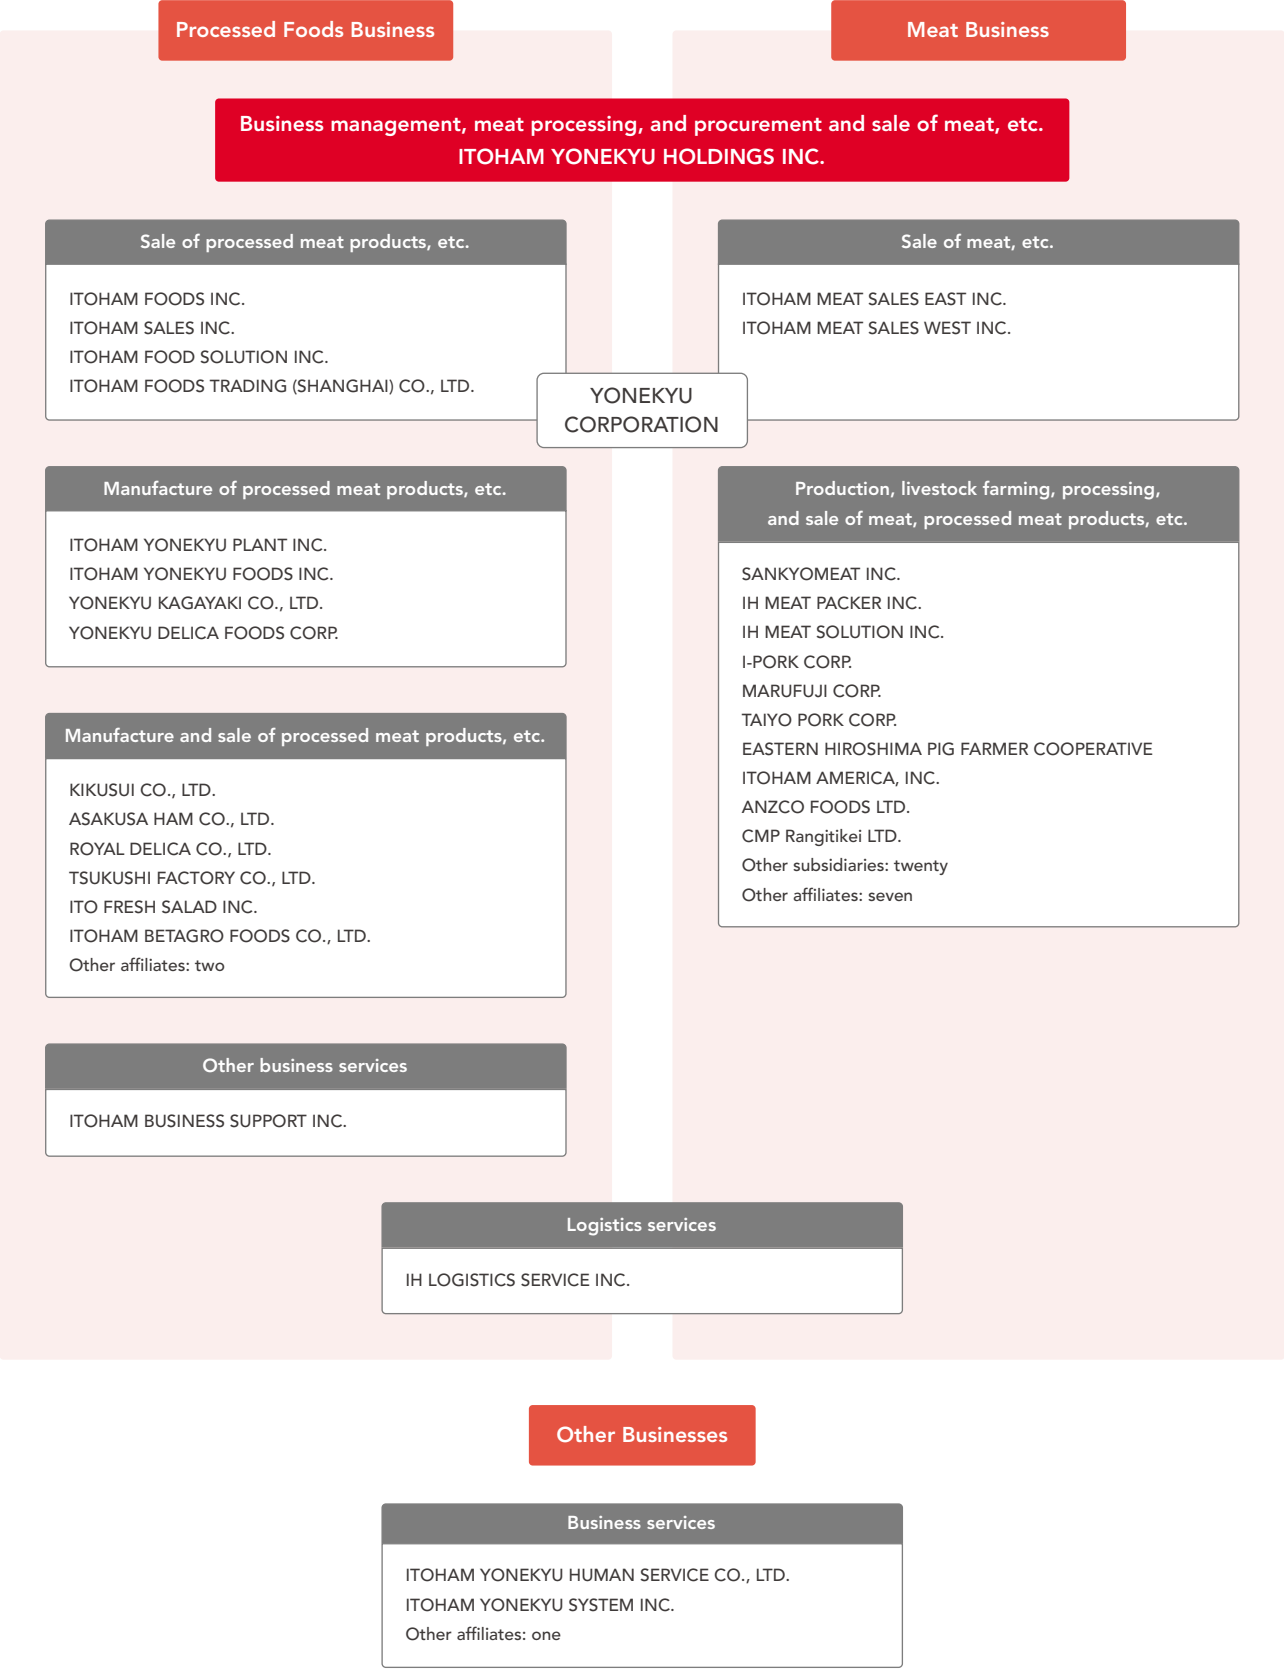 Processed Foods Business
Meat Business
Business management, meat processing, and procurement and sale of meat, etc.
ITOHAM YONEKYU HOLDINGS INC.
Sale of processed meat products, etc.
ITOHAM FOODS INC.
ITOHAM SALES INC.
ITOHAM FOOD SOLUTION INC.
ITOHAM FOODS TRADING (SHANGHAI) CO., LTD.
Sale of meat, etc.
ITOHAM MEAT SALES EAST INC.
ITOHAM MEAT SALES WEST INC.
YONEKYU
CORPORATION
Manufacture of processed meat products, etc.
ITOHAM YONEKYU PLANT INC.
ITOHAM YONEKYU FOODS INC.
YONEKYU KAGAYAKI CO., LTD.
YONEKYU DELICA FOODS CORP.
Manufacture and sale of processed meat products, etc.
KIKUSUI CO., LTD.
ASAKUSA HAM CO., LTD.
ROYAL DELICA CO., LTD.
TSUKUSHI FACTORY CO., LTD.
ITO FRESH SALAD INC.
ITOHAM BETAGRO FOODS CO., LTD.
Other affiliates: two
Other business services
ITOHAM BUSINESS SUPPORT INC.
Production, livestock farming, processing,
and sale of meat, processed meat products, etc.
SANKYOMEAT INC.
IH MEAT PACKER INC.
IH MEAT SOLUTION INC.
I-PORK CORP.
MARUFUJI CORP.
TAIYO PORK CORP.
EASTERN HIROSHIMA PIG FARMER COOPERATIVE
ITOHAM AMERICA, INC.
ANZCO FOODS LTD.
CMP Rangitikei LTD.
Other subsidiaries: twenty
Other affiliates: seven
Logistics services
IH LOGISTICS SERVICE INC.
Other Businesses
Business services
ITOHAM YONEKYU HUMAN SERVICE CO., LTD.
ITOHAM YONEKYU SYSTEM INC.
Other affiliates: one